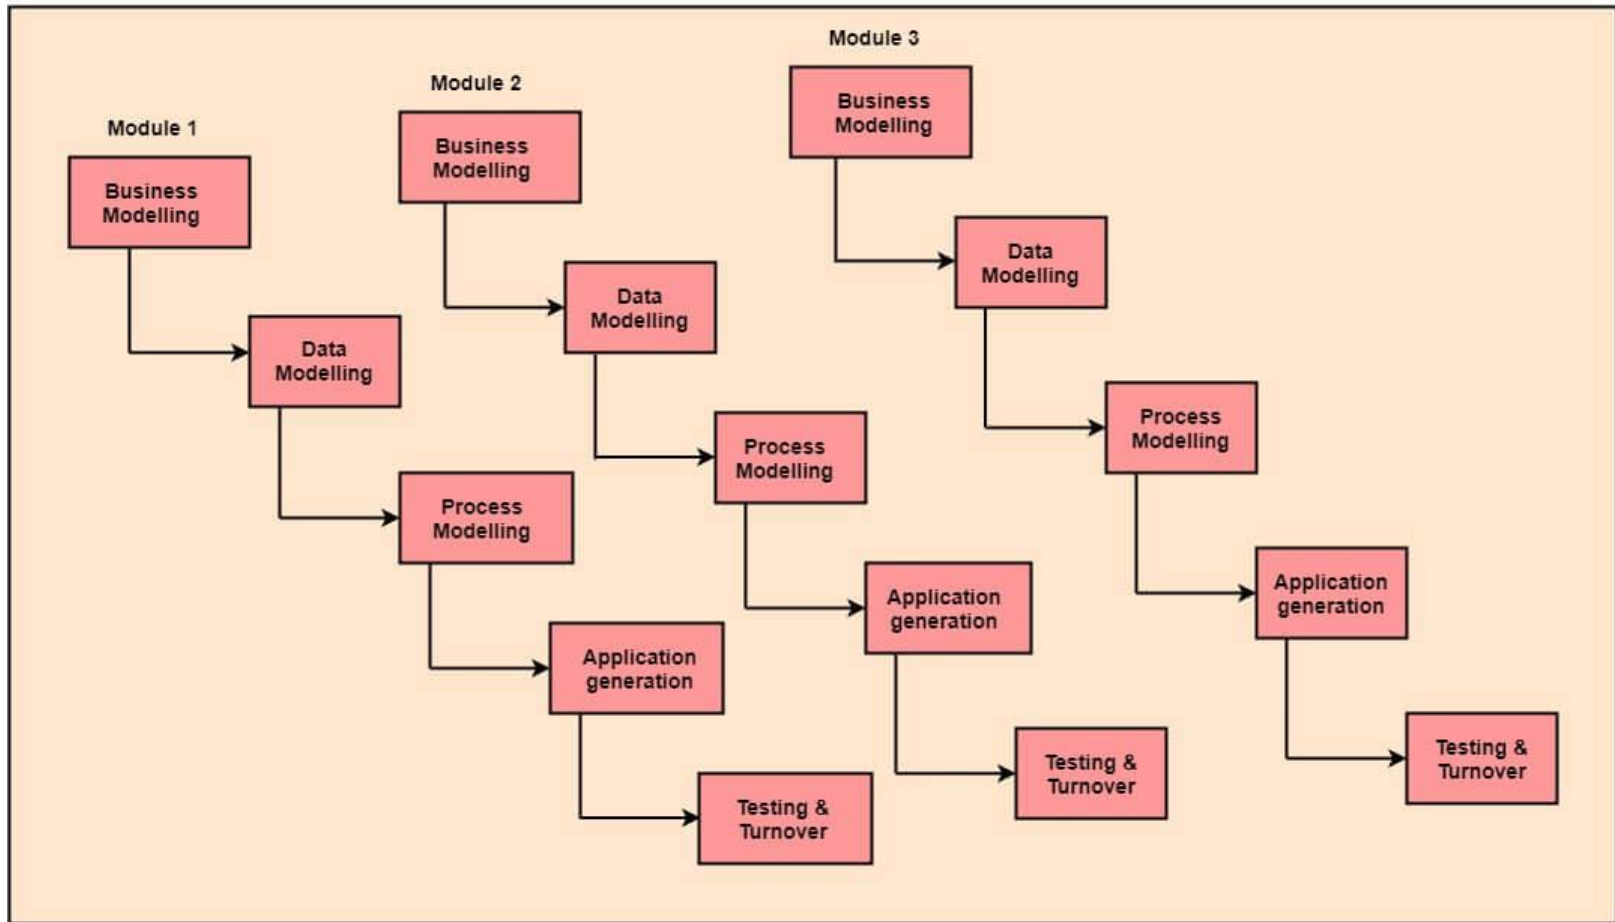 Module 1
Business
Modelling
Data
Modelling
Process
Modelling
Application
generation
Testing &
Turnover
Module 2
Business
Modelling
Data
Modelling
Process
Modelling
Application
generation
Testing &
Turnover
Module 3
Business
Modelling
Data
Modelling
Process
Modelling
Application
generation
Testing &
Turnover